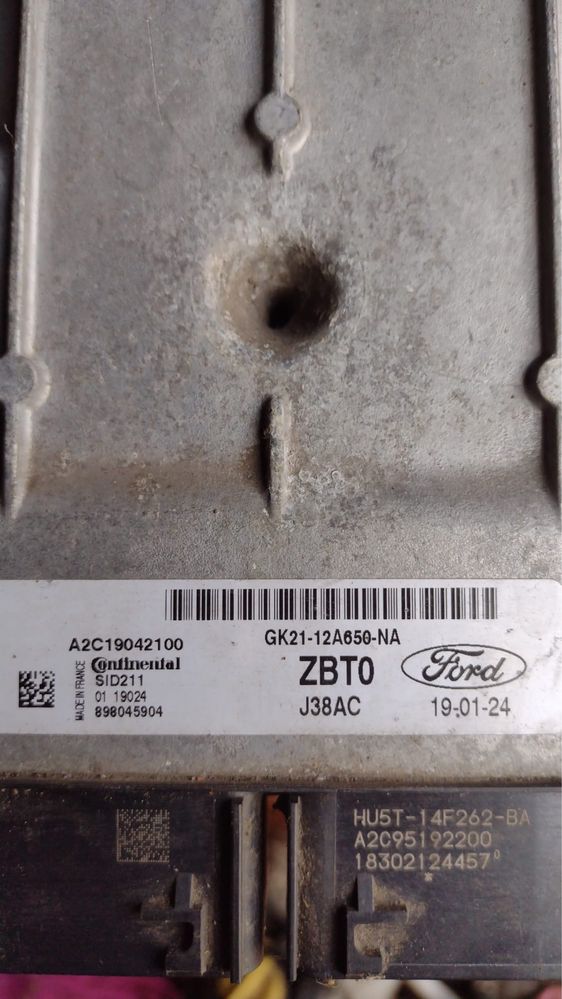 GK21-12A650-NA
A2C19042100
Continental
SID211
01 19024
898045904
MADE IN FRANCE
ZBT0
J38AC
Ford
19-01-24
HU5T-14F262-BA
A2C95192200
18302124457